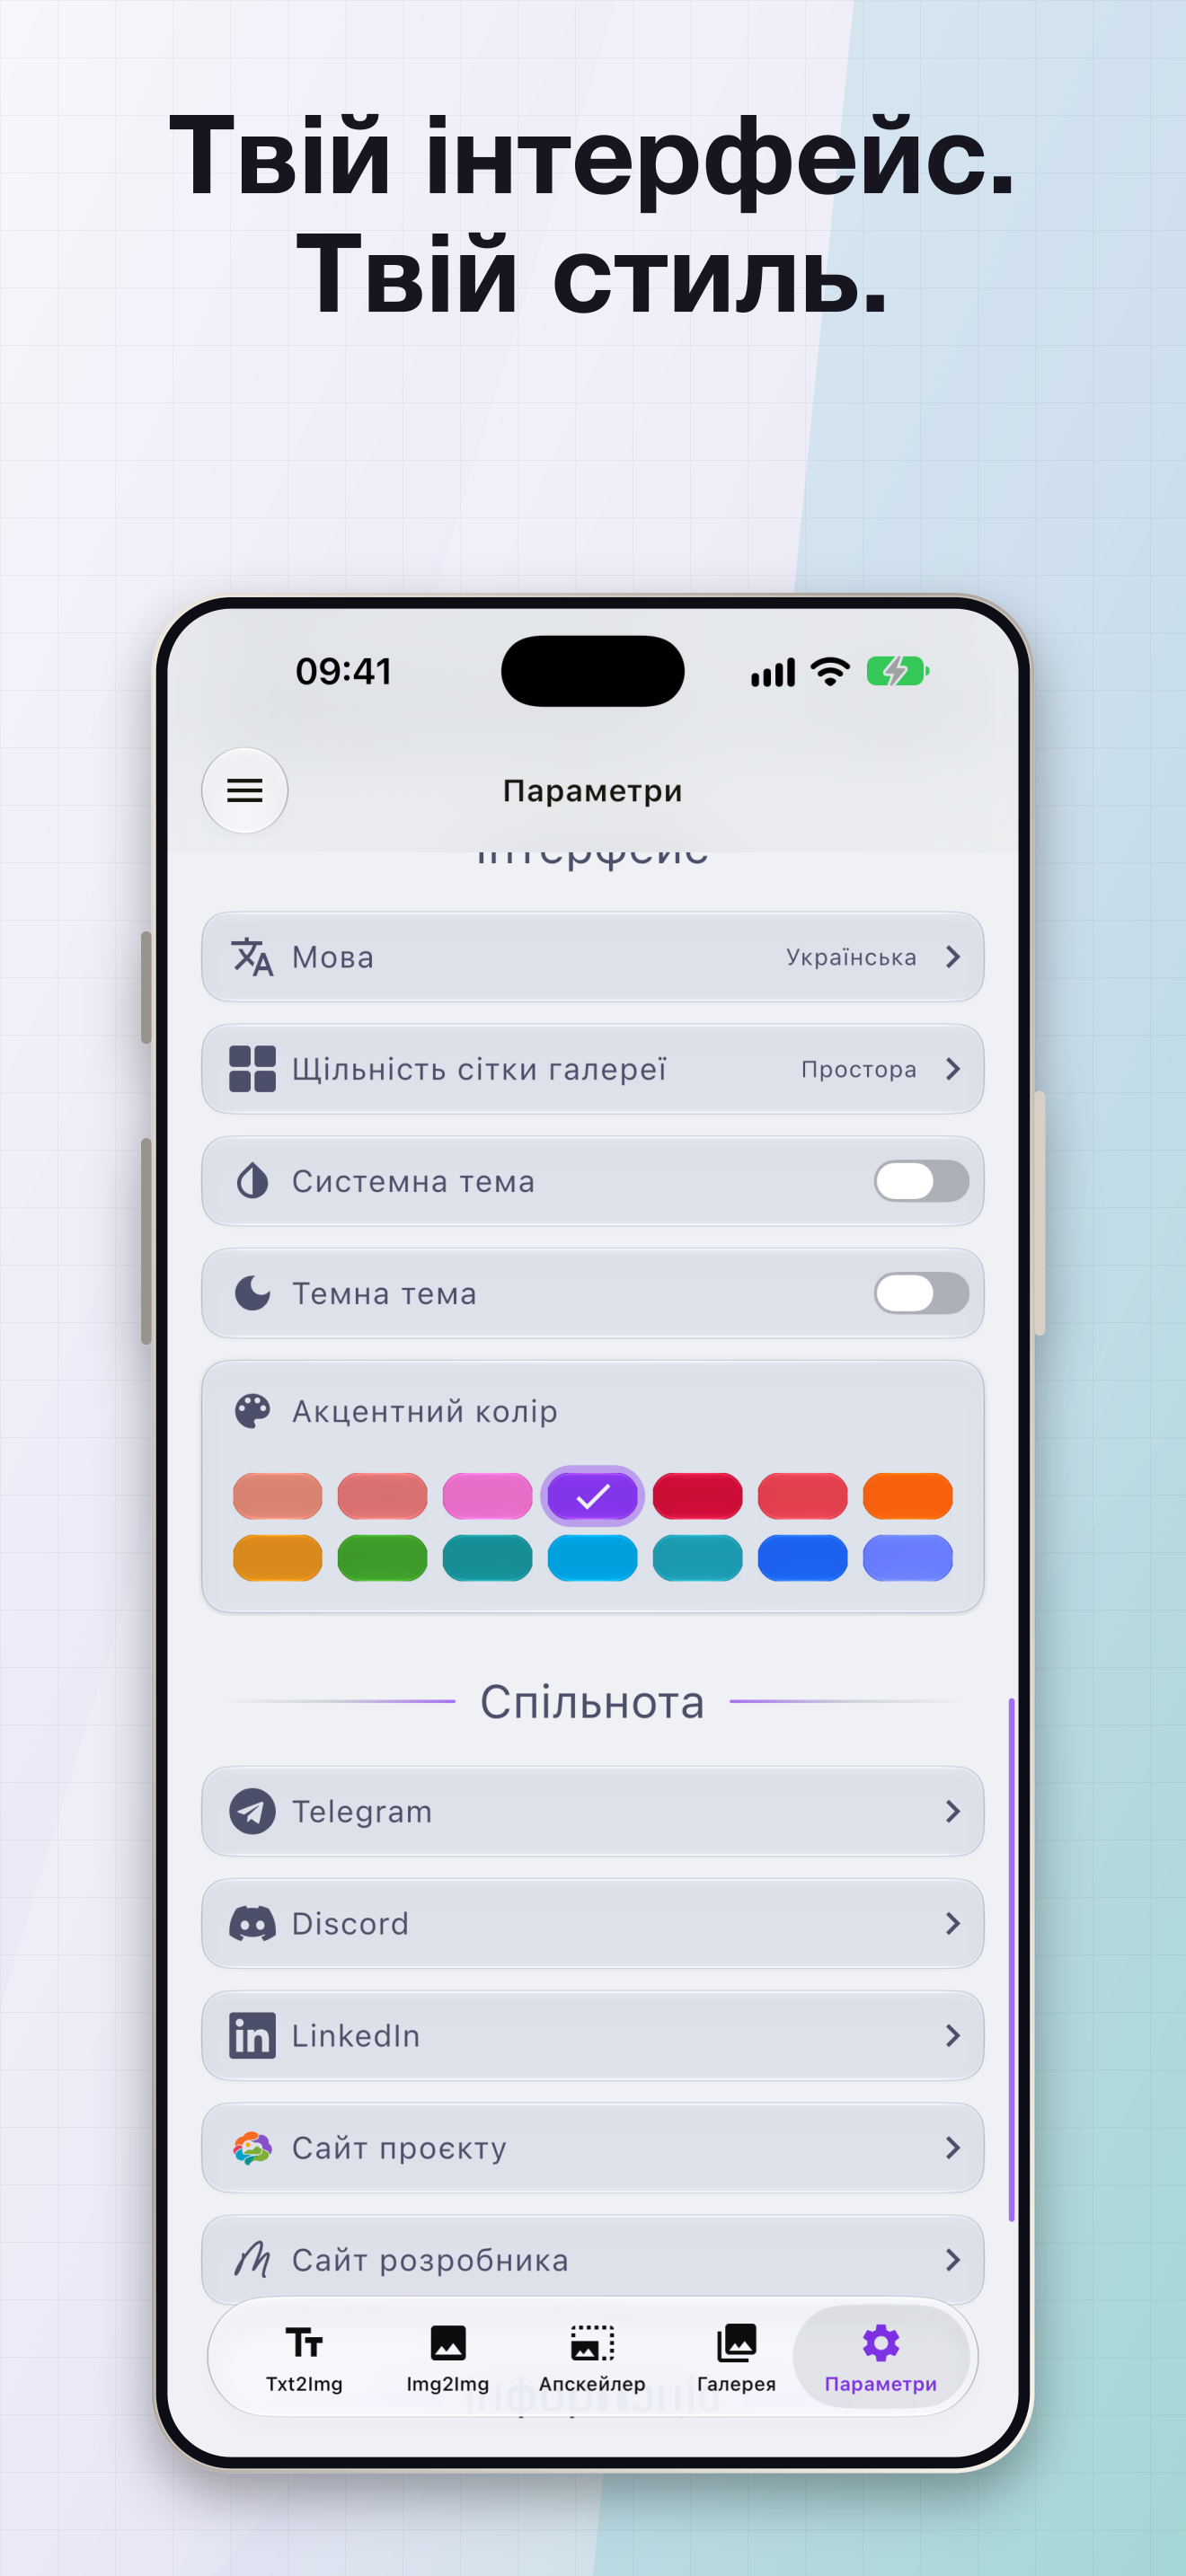 Твій інтерфейс.
Твій стиль.
09:41
Параметри
Інтерфейс
Мова Українська
Щільність сітки галереї Простора
Системна тема
Темна тема
Акцентний колір
Спільнота
Telegram
Discord
LinkedIn
Сайт проєкту
Сайт розробника
Txt2Img Img2Img Апскейлер Галерея Параметри